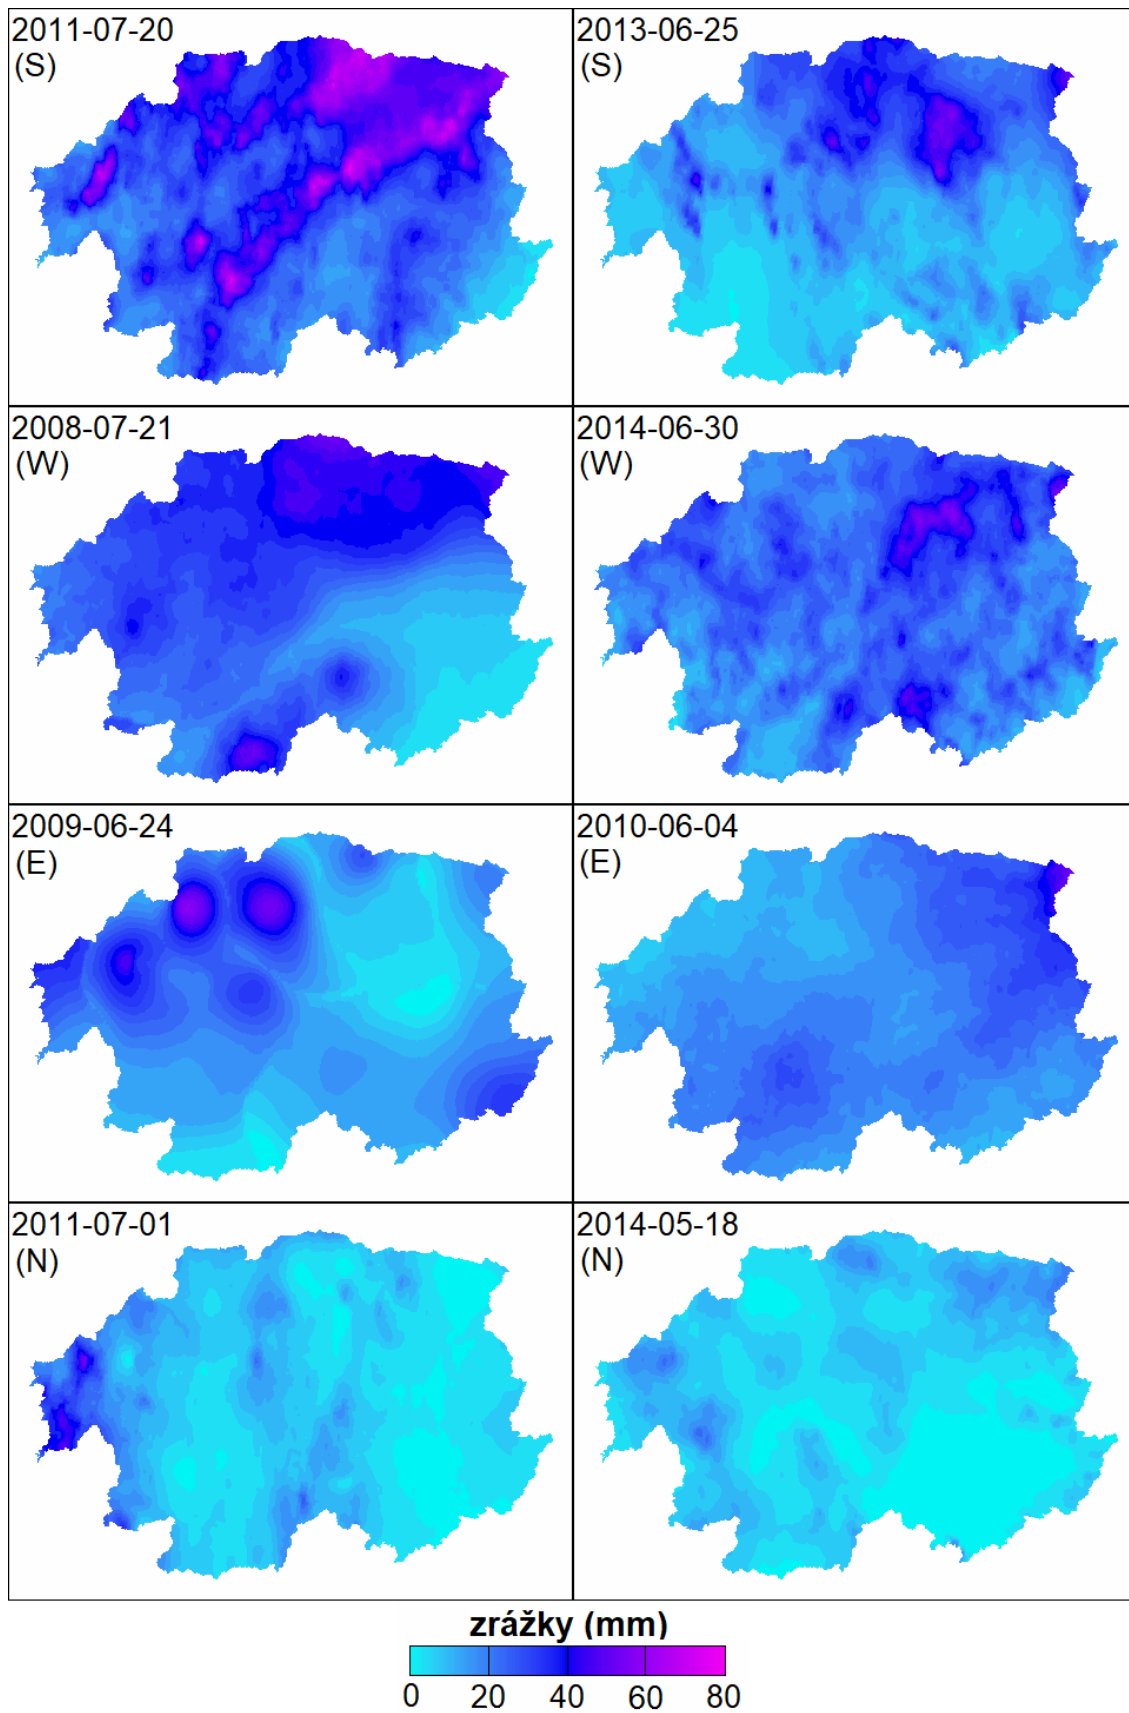 2011-07-20
(S)
2013-06-25
(S)
2008-07-21
(W)
2014-06-30
(W)
2009-06-24
(E)
2010-06-04
(E)
2011-07-01
(N)
2014-05-18
(N)
zrážky (mm)
0 20 40 60 80